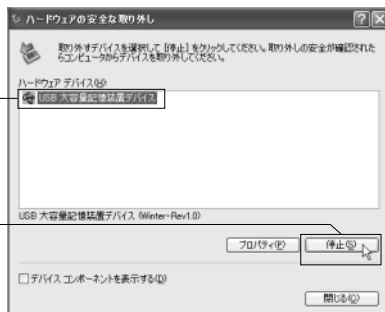 ハードウェアの安全な取り外し
取り外すデバイスを選択して [停止] をクリックしてください。取り外しの安全が確認された
らコンピュータからデバイスを取り外してください。
ハードウェア デバイス(H):
USB 大容量記憶装置デバイス
USB 大容量記憶装置デバイス (Winter-Rev1.0)
プロパティ(P)
停止(S)
デバイス コンポーネントを表示する(D)
閉じる(C)